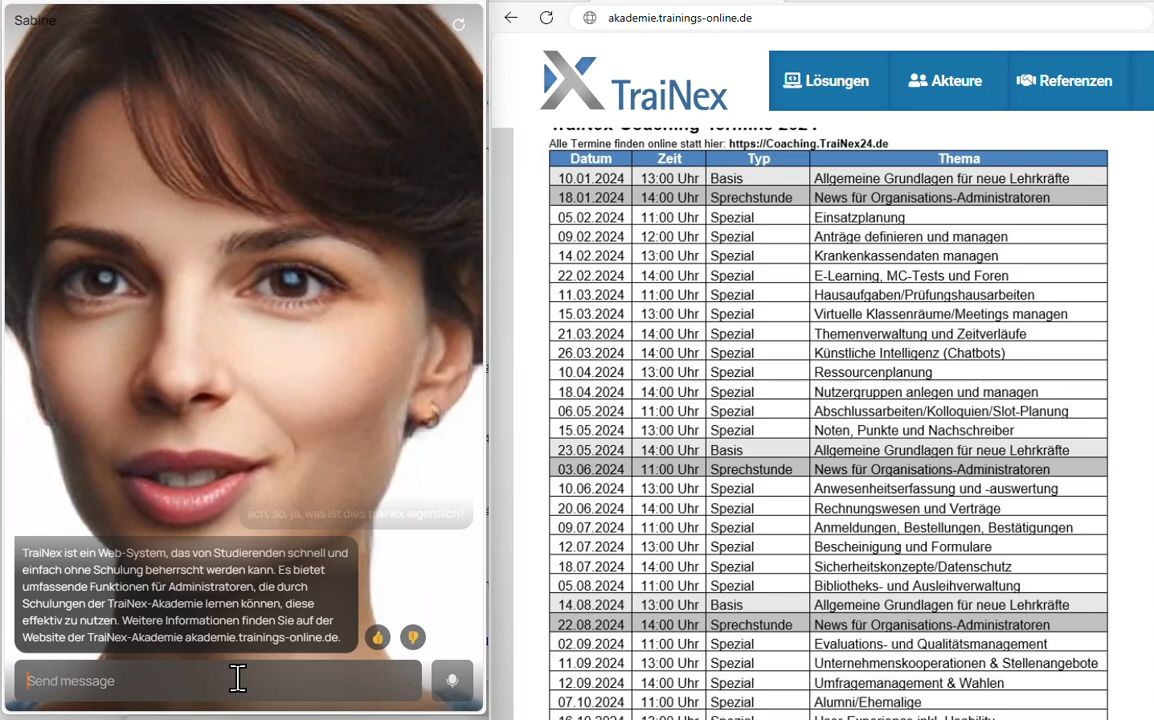 Sabine
ach, so, ja, was ist dies trainex eigentlich?
TraiNex ist ein Web-System, das von Studierenden schnell und
einfach ohne Schulung beherrscht werden kann. Es bietet
umfassende Funktionen für Administratoren, die durch
Schulungen der TraiNex-Akademie lernen können, diese
effektiv zu nutzen. Weitere Informationen finden Sie auf der
Website der TraiNex-Akademie akademie.trainings-online.de.
Send message
akademie.trainings-online.de
TraiNex
Lösungen Akteure Referenzen
TraiNex-Coaching-Termine 2024
Alle Termine finden online statt hier: https://Coaching.TraiNex24.de
Datum Zeit Typ Thema
10.01.2024 13:00 Uhr Basis Allgemeine Grundlagen für neue Lehrkräfte
18.01.2024 14:00 Uhr Sprechstunde News für Organisations-Administratoren
05.02.2024 11:00 Uhr Spezial Einsatzplanung
09.02.2024 12:00 Uhr Spezial Anträge definieren und managen
14.02.2024 13:00 Uhr Spezial Krankenkassendaten managen
22.02.2024 14:00 Uhr Spezial E-Learning, MC-Tests und Foren
11.03.2024 11:00 Uhr Spezial Hausaufgaben/Prüfungshausarbeiten
15.03.2024 13:00 Uhr Spezial Virtuelle Klassenräume/Meetings managen
21.03.2024 14:00 Uhr Spezial Themenverwaltung und Zeitverläufe
26.03.2024 14:00 Uhr Spezial Künstliche Intelligenz (Chatbots)
10.04.2024 13:00 Uhr Spezial Ressourcenplanung
18.04.2024 14:00 Uhr Spezial Nutzergruppen anlegen und managen
06.05.2024 11:00 Uhr Spezial Abschlussarbeiten/Kolloquien/Slot-Planung
15.05.2024 13:00 Uhr Spezial Noten, Punkte und Nachschreiber
23.05.2024 14:00 Uhr Basis Allgemeine Grundlagen für neue Lehrkräfte
03.06.2024 11:00 Uhr Sprechstunde News für Organisations-Administratoren
10.06.2024 13:00 Uhr Spezial Anwesenheitserfassung und -auswertung
20.06.2024 14:00 Uhr Spezial Rechnungswesen und Verträge
09.07.2024 11:00 Uhr Spezial Anmeldungen, Bestellungen, Bestätigungen
12.07.2024 13:00 Uhr Spezial Bescheinigung und Formulare
18.07.2024 14:00 Uhr Spezial Sicherheitskonzepte/Datenschutz
05.08.2024 11:00 Uhr Spezial Bibliotheks- und Ausleihverwaltung
14.08.2024 13:00 Uhr Basis Allgemeine Grundlagen für neue Lehrkräfte
22.08.2024 14:00 Uhr Sprechstunde News für Organisations-Administratoren
02.09.2024 11:00 Uhr Spezial Evaluations- und Qualitätsmanagement
11.09.2024 13:00 Uhr Spezial Unternehmenskooperationen & Stellenangebote
12.09.2024 14:00 Uhr Spezial Umfragemanagement & Wahlen
07.10.2024 11:00 Uhr Spezial Alumni/Ehemalige
16.10.2024 13:00 Uhr Spezial User Experience inkl. Usability